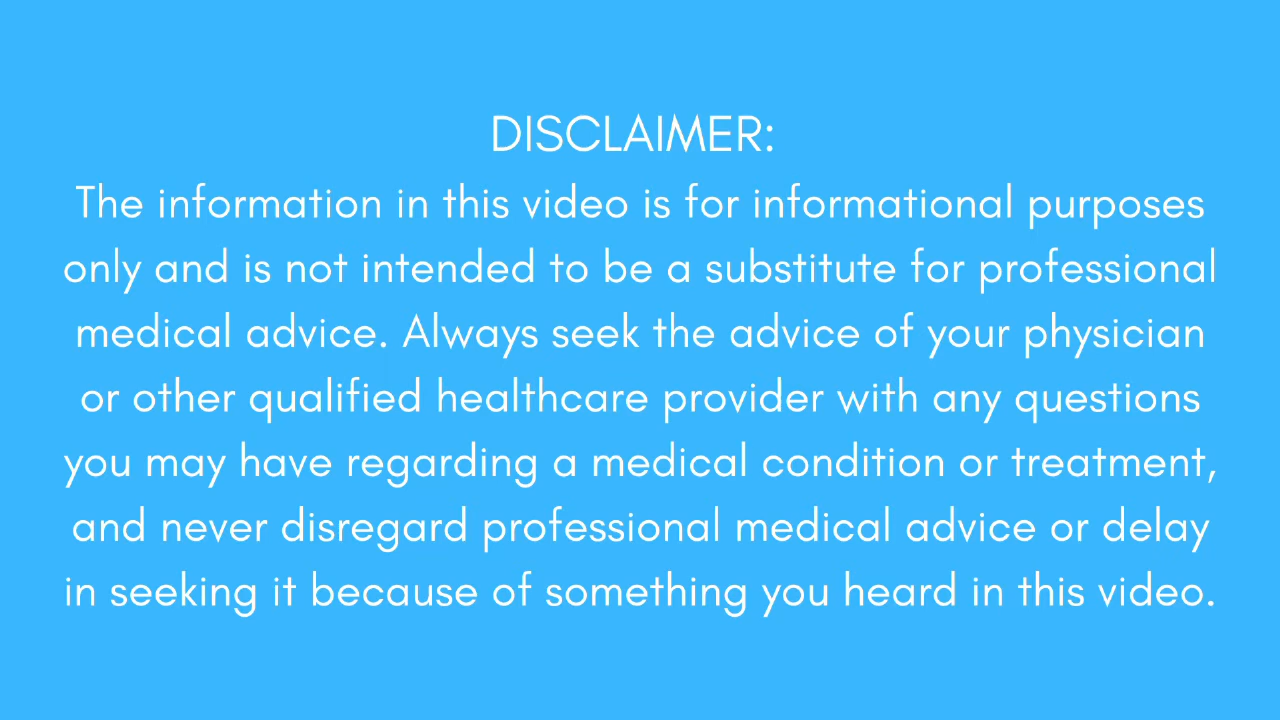 DISCLAIMER:
The information in this video is for informational purposes
only and is not intended to be a substitute for professional
medical advice. Always seek the advice of your physician
or other qualified healthcare provider with any questions
you may have regarding a medical condition or treatment,
and never disregard professional medical advice or delay
in seeking it because of something you heard in this video.